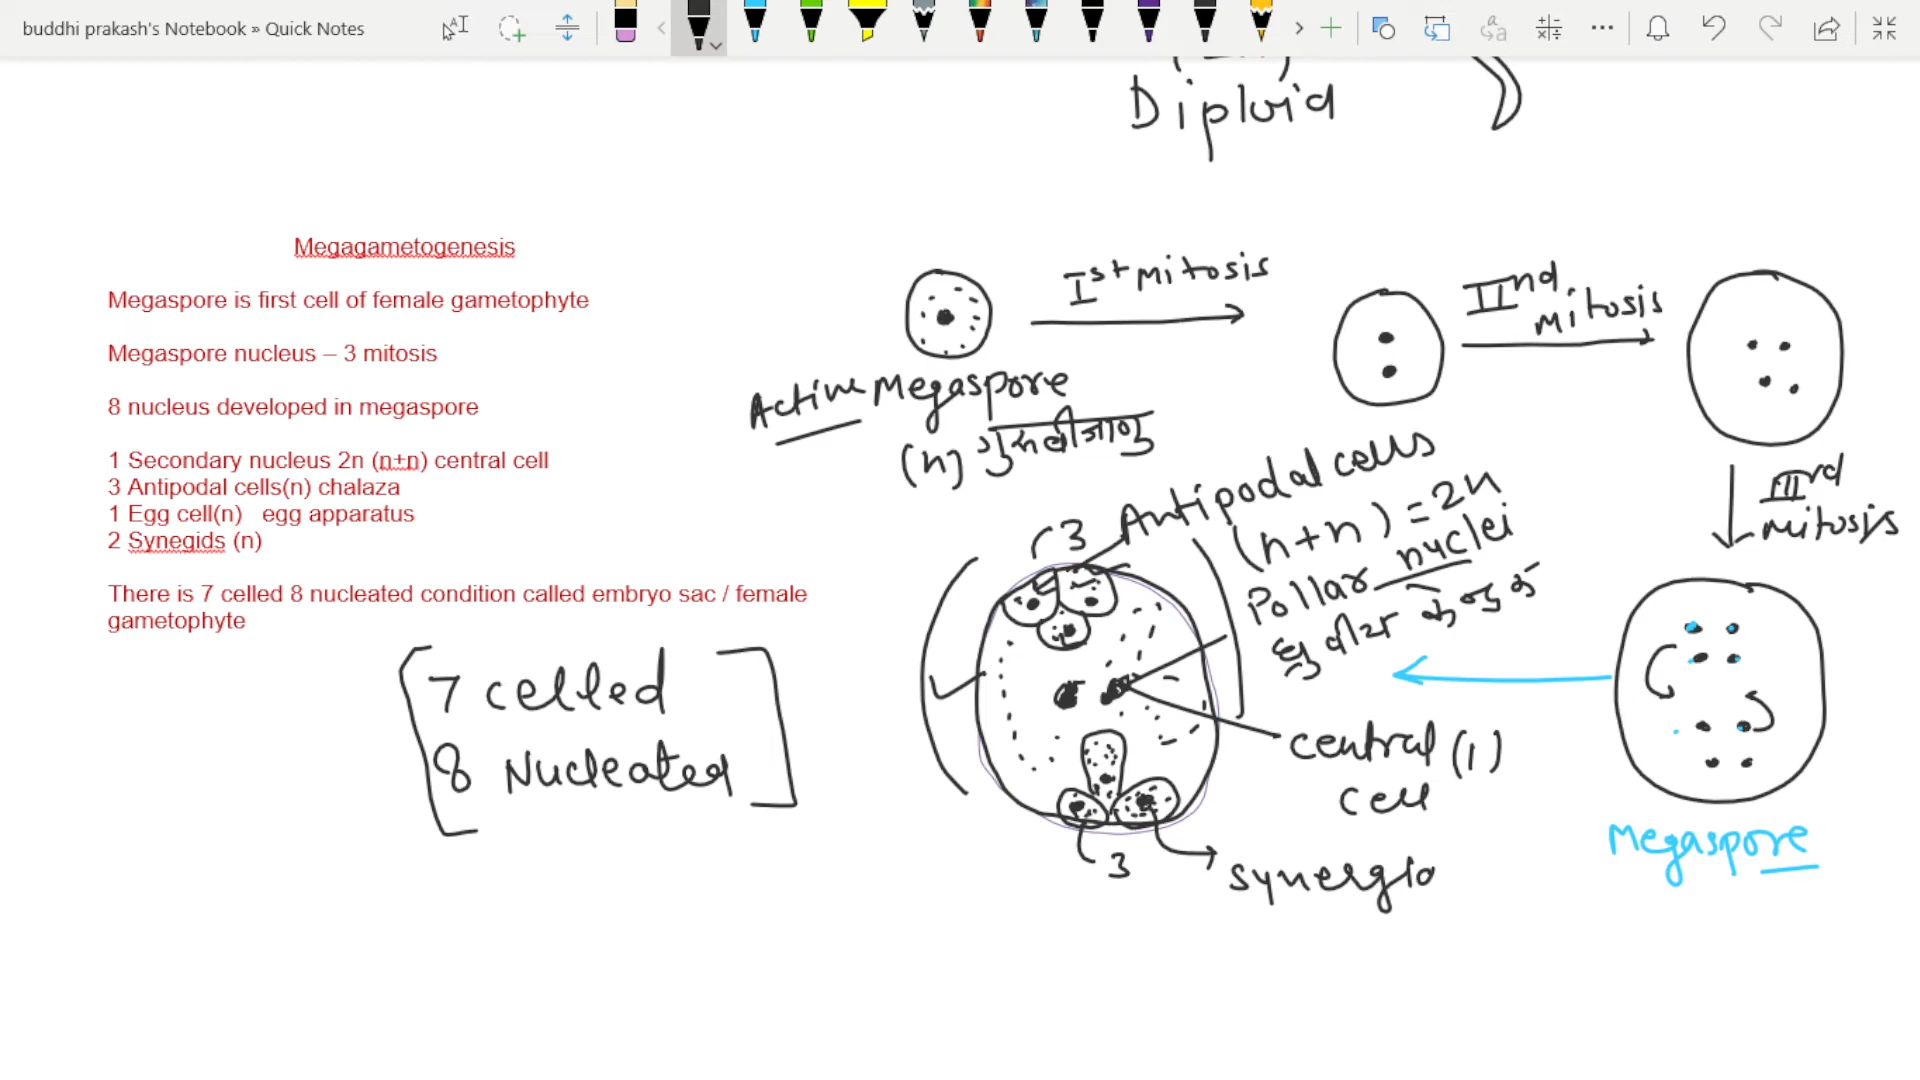 buddhi prakash's Notebook » Quick Notes
Diploid
Megagametogenesis
Megaspore is first cell of female gametophyte
Megaspore nucleus – 3 mitosis
8 nucleus developed in megaspore
1 Secondary nucleus 2n (n+n) central cell
3 Antipodal cells(n) chalaza
1 Egg cell(n) egg apparatus
2 Synegids (n)
There is 7 celled 8 nucleated condition called embryo sac / female
gametophyte
7 celled
8 Nucleated
Ist mitosis
IInd
mitosis
Active Megaspore
(n)
IIIrd
mitosis
3 Antipodal cells
(n+n) = 2n
Pollar nuclei
central (1)
cell
3
synergid
Megaspore